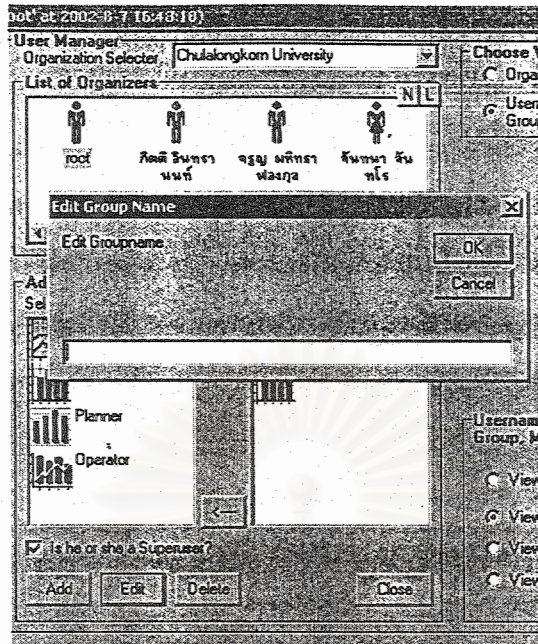 oot' at 2002-8-7 16:48:18)
User Manager
Organization Selecter
Chulalongkorn University
Choose
Orga
List of Organizers
N L
Usern
Grou
root
กิตติ อินทรา
นนท์
จรูญ มหิทธา
ฟองกุล
จันทนา จัน
ทโร
Edit Group Name
Edit Groupname
OK
Cancel
Ad
Sel
Planner
Operator
Usernam
Group, M
View
View
View
View
<--
Is he or she a Superuser?
Add
Edit
Delete
Close